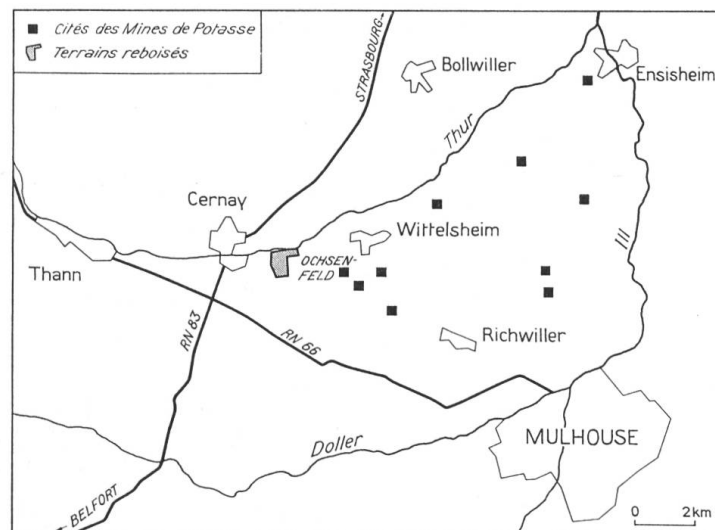 Cités des Mines de Potasse
Terrains reboisés
STRASBOURG
Bollwiller
Ensisheim
Thur
Cernay
Wittelsheim
Ill
OCHSEN-
FELD
Thann
RN 83
RN 66
Richwiller
Doller
MULHOUSE
BELFORT
0 2km